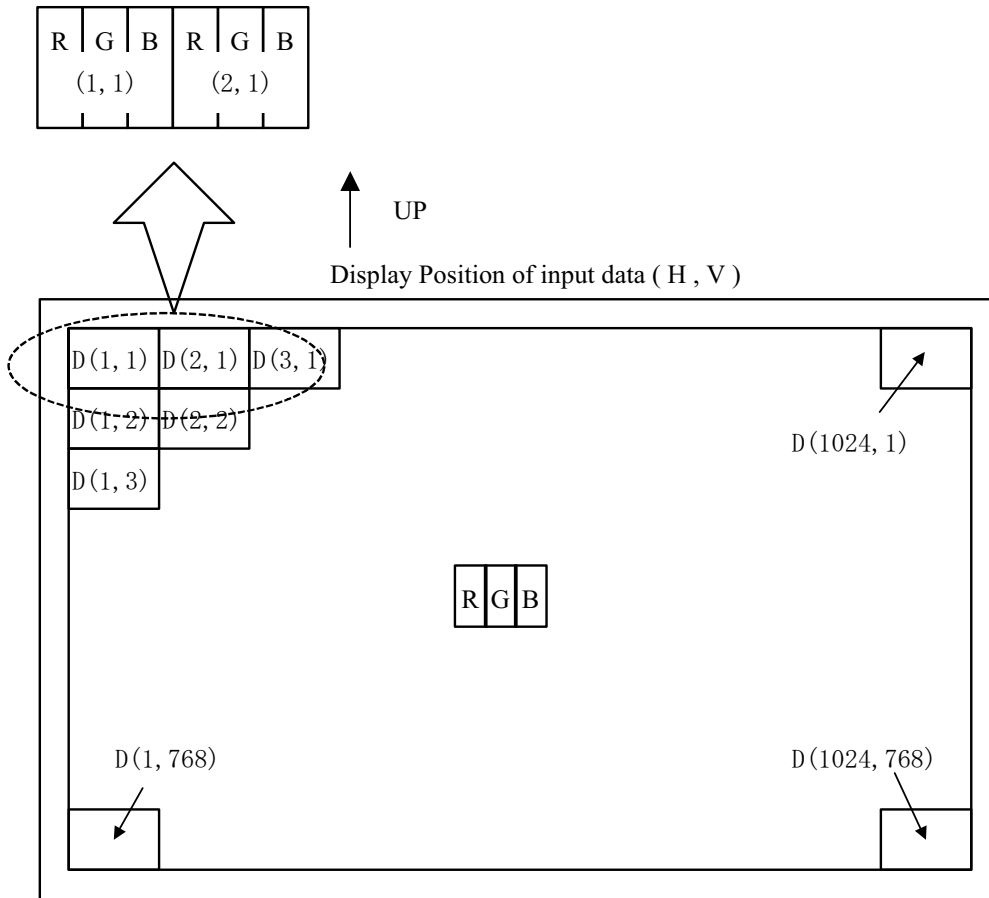 R G B R G B
(1,1) (2,1)
UP
Display Position of input data ( H , V )
D(1,1) D(2,1) D(3,1)
D(1,2) D(2,2)
D(1024,1)
D(1,3)
R G B
D(1,768) D(1024,768)